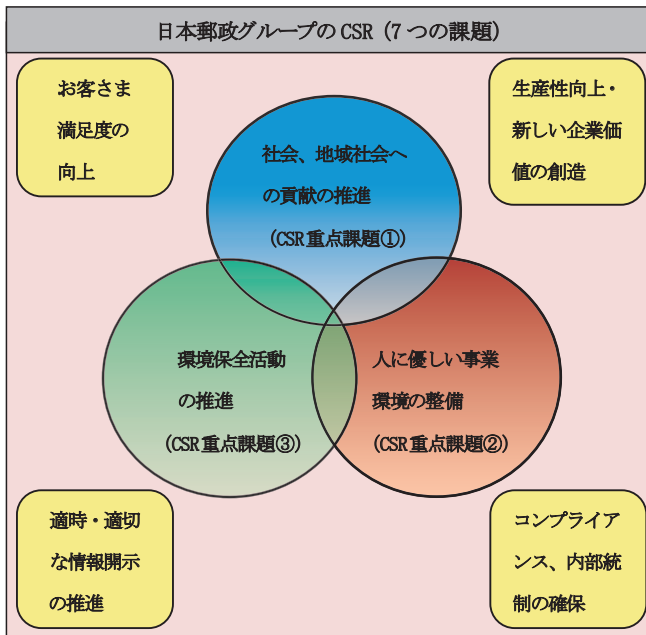 日本郵政グループのCSR（7つの課題）
お客さま
満足度の
向上
生産性向上・
新しい企業価
値の創造
社会、地域社会へ
の貢献の推進
（CSR重点課題①）
環境保全活動
の推進
（CSR重点課題③）
人に優しい事業
環境の整備
（CSR重点課題②）
適時・適切
な情報開示
の推進
コンプライア
ンス、内部統
制の確保